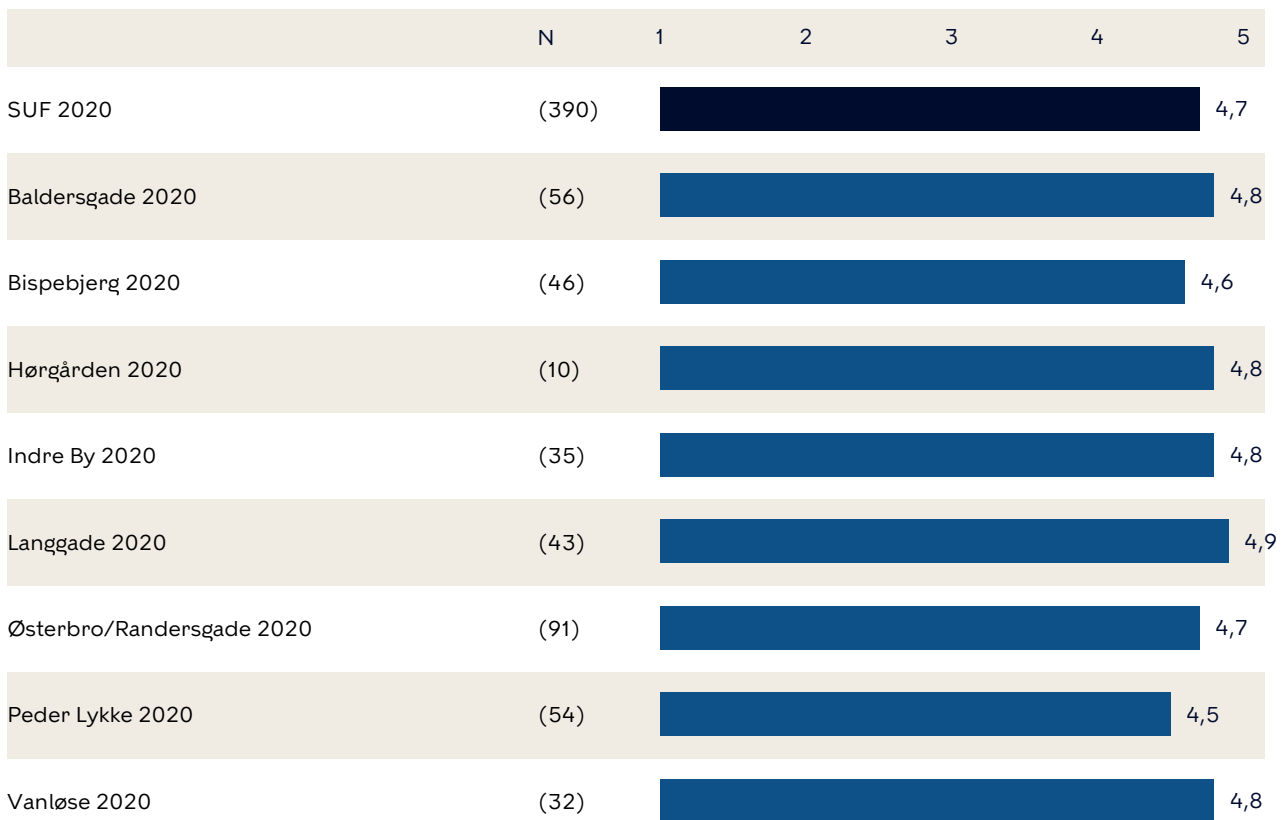 N 1 2 3 4 5
SUF 2020 (390) 4,7
Baldersgade 2020 (56) 4,8
Bispebjerg 2020 (46) 4,6
Hørgården 2020 (10) 4,8
Indre By 2020 (35) 4,8
Langgade 2020 (43) 4,9
Østerbro/Randersgade 2020 (91) 4,7
Peder Lykke 2020 (54) 4,5
Vanløse 2020 (32) 4,8